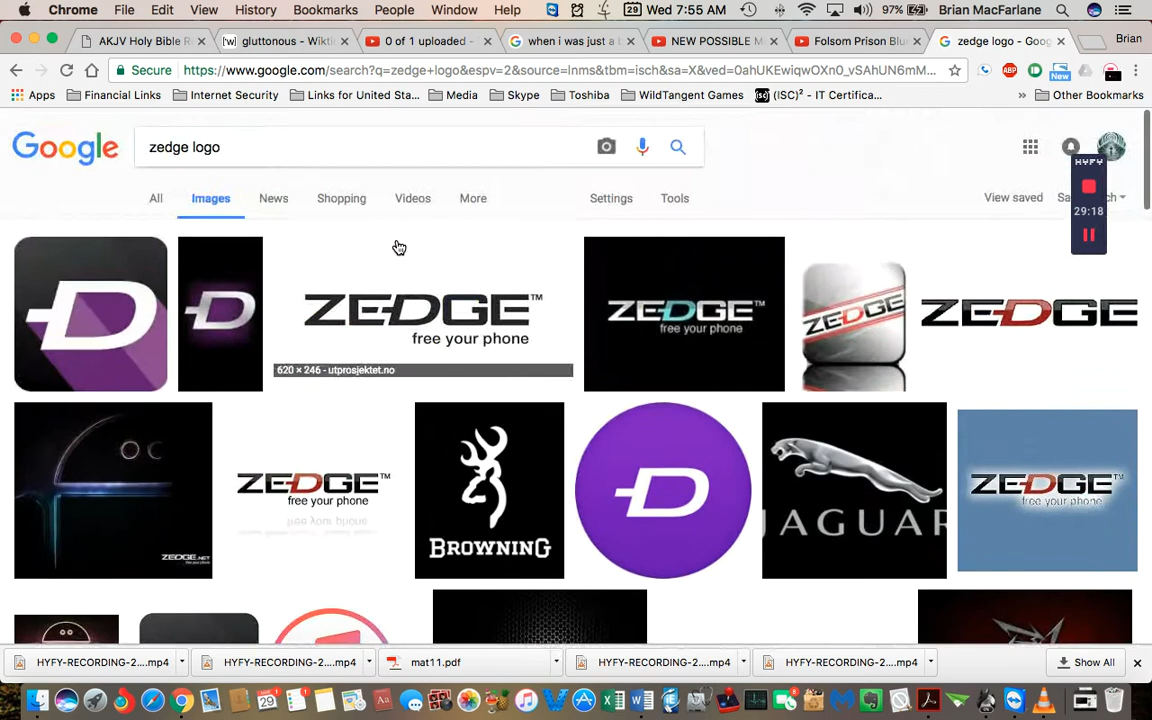 Chrome File Edit View History Bookmarks People Window Help 29 Wed 7:55 AM 97% Brian MacFarlane
AKJV Holy Bible R gluttonous - Wiktic 0 of 1 uploaded - when i was just a b NEW POSSIBLE M Folsom Prison Blu zedge logo - Goog Brian
Secure https://www.google.com/search?q=zedge+logo&espv=2&source=lnms&tbm=isch&sa=X&ved=0ahUKEwiqwOXn0_vSAhUN6mM...
Apps Financial Links Internet Security Links for United Sta... Media Skype Toshiba WildTangent Games (ISC)² - IT Certifica... » Other Bookmarks
Google zedge logo
HYFY
All Images News Shopping Videos More Settings Tools View saved
29:18
D D ZEDGE™ ZEDGE™ ZEDGE ZEDGE
free your phone free your phone
620 × 246 - utprosjektet.no
ZEDGE™ D ZEDGE™
free your phone free your phone
JAGUAR
BROWNING
ZEDGE.NET
HYFY-RECORDING-2....mp4 HYFY-RECORDING-2....mp4 mat11.pdf HYFY-RECORDING-2....mp4 HYFY-RECORDING-2....mp4 Show All